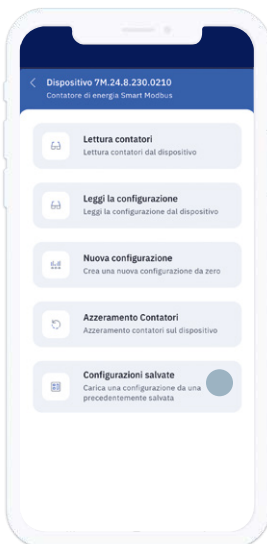 Dispositivo 7M.24.8.230.0210
Contatore di energia Smart Modbus
Lettura contatori
Lettura contatori dal dispositivo
Leggi la configurazione
Leggi la configurazione dal dispositivo
Nuova configurazione
Crea una nuova configurazione da zero
Azzeramento Contatori
Azzeramento contatori sul dispositivo
Configurazioni salvate
Carica una configurazione da una
precedentemente salvata